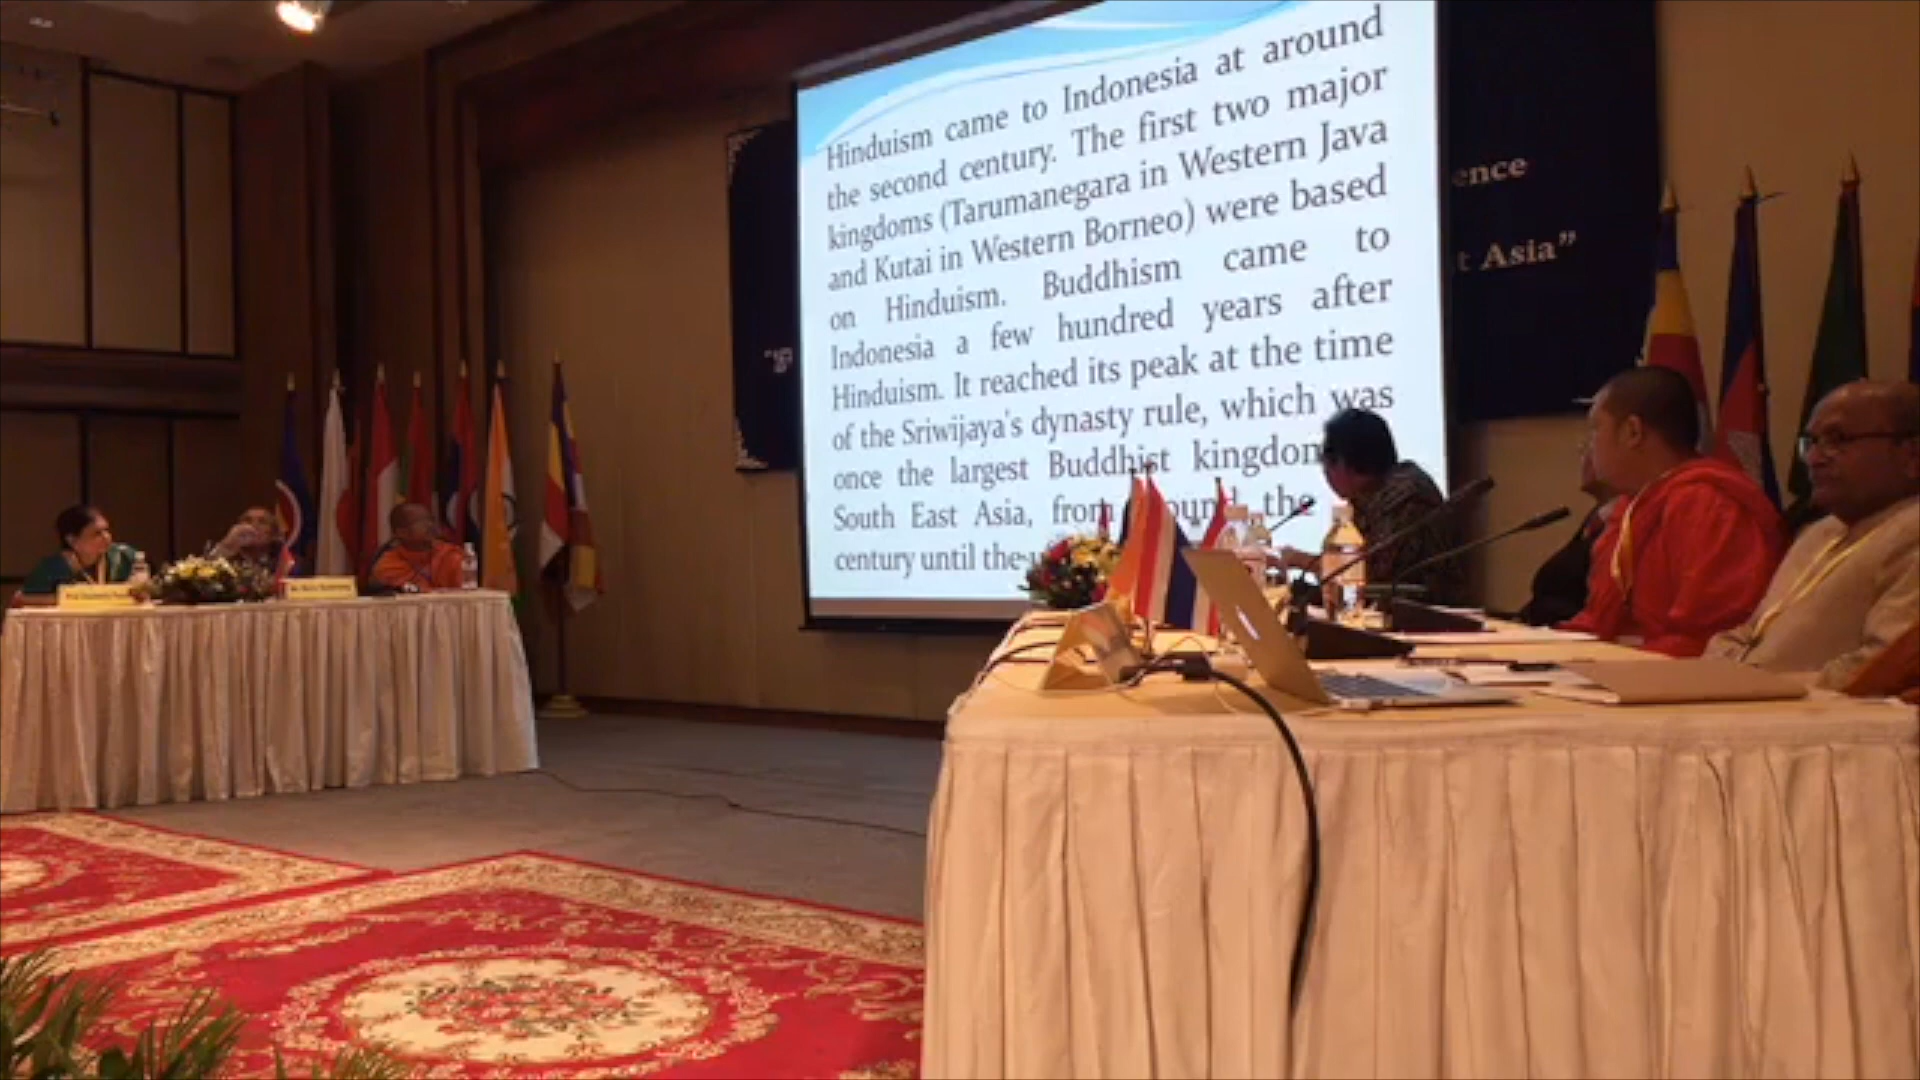 Hinduism came to Indonesia at around
the second century. The first two major
kingdoms (Tarumanegara in Western Java
and Kutai in Western Borneo) were based
on Hinduism. Buddhism came to
Indonesia a few hundred years after
Hinduism. It reached its peak at the time
of the Sriwijaya's dynasty rule, which was
once the largest Buddhist kingdom
South East Asia, from around the
century until the
ence
t Asia”